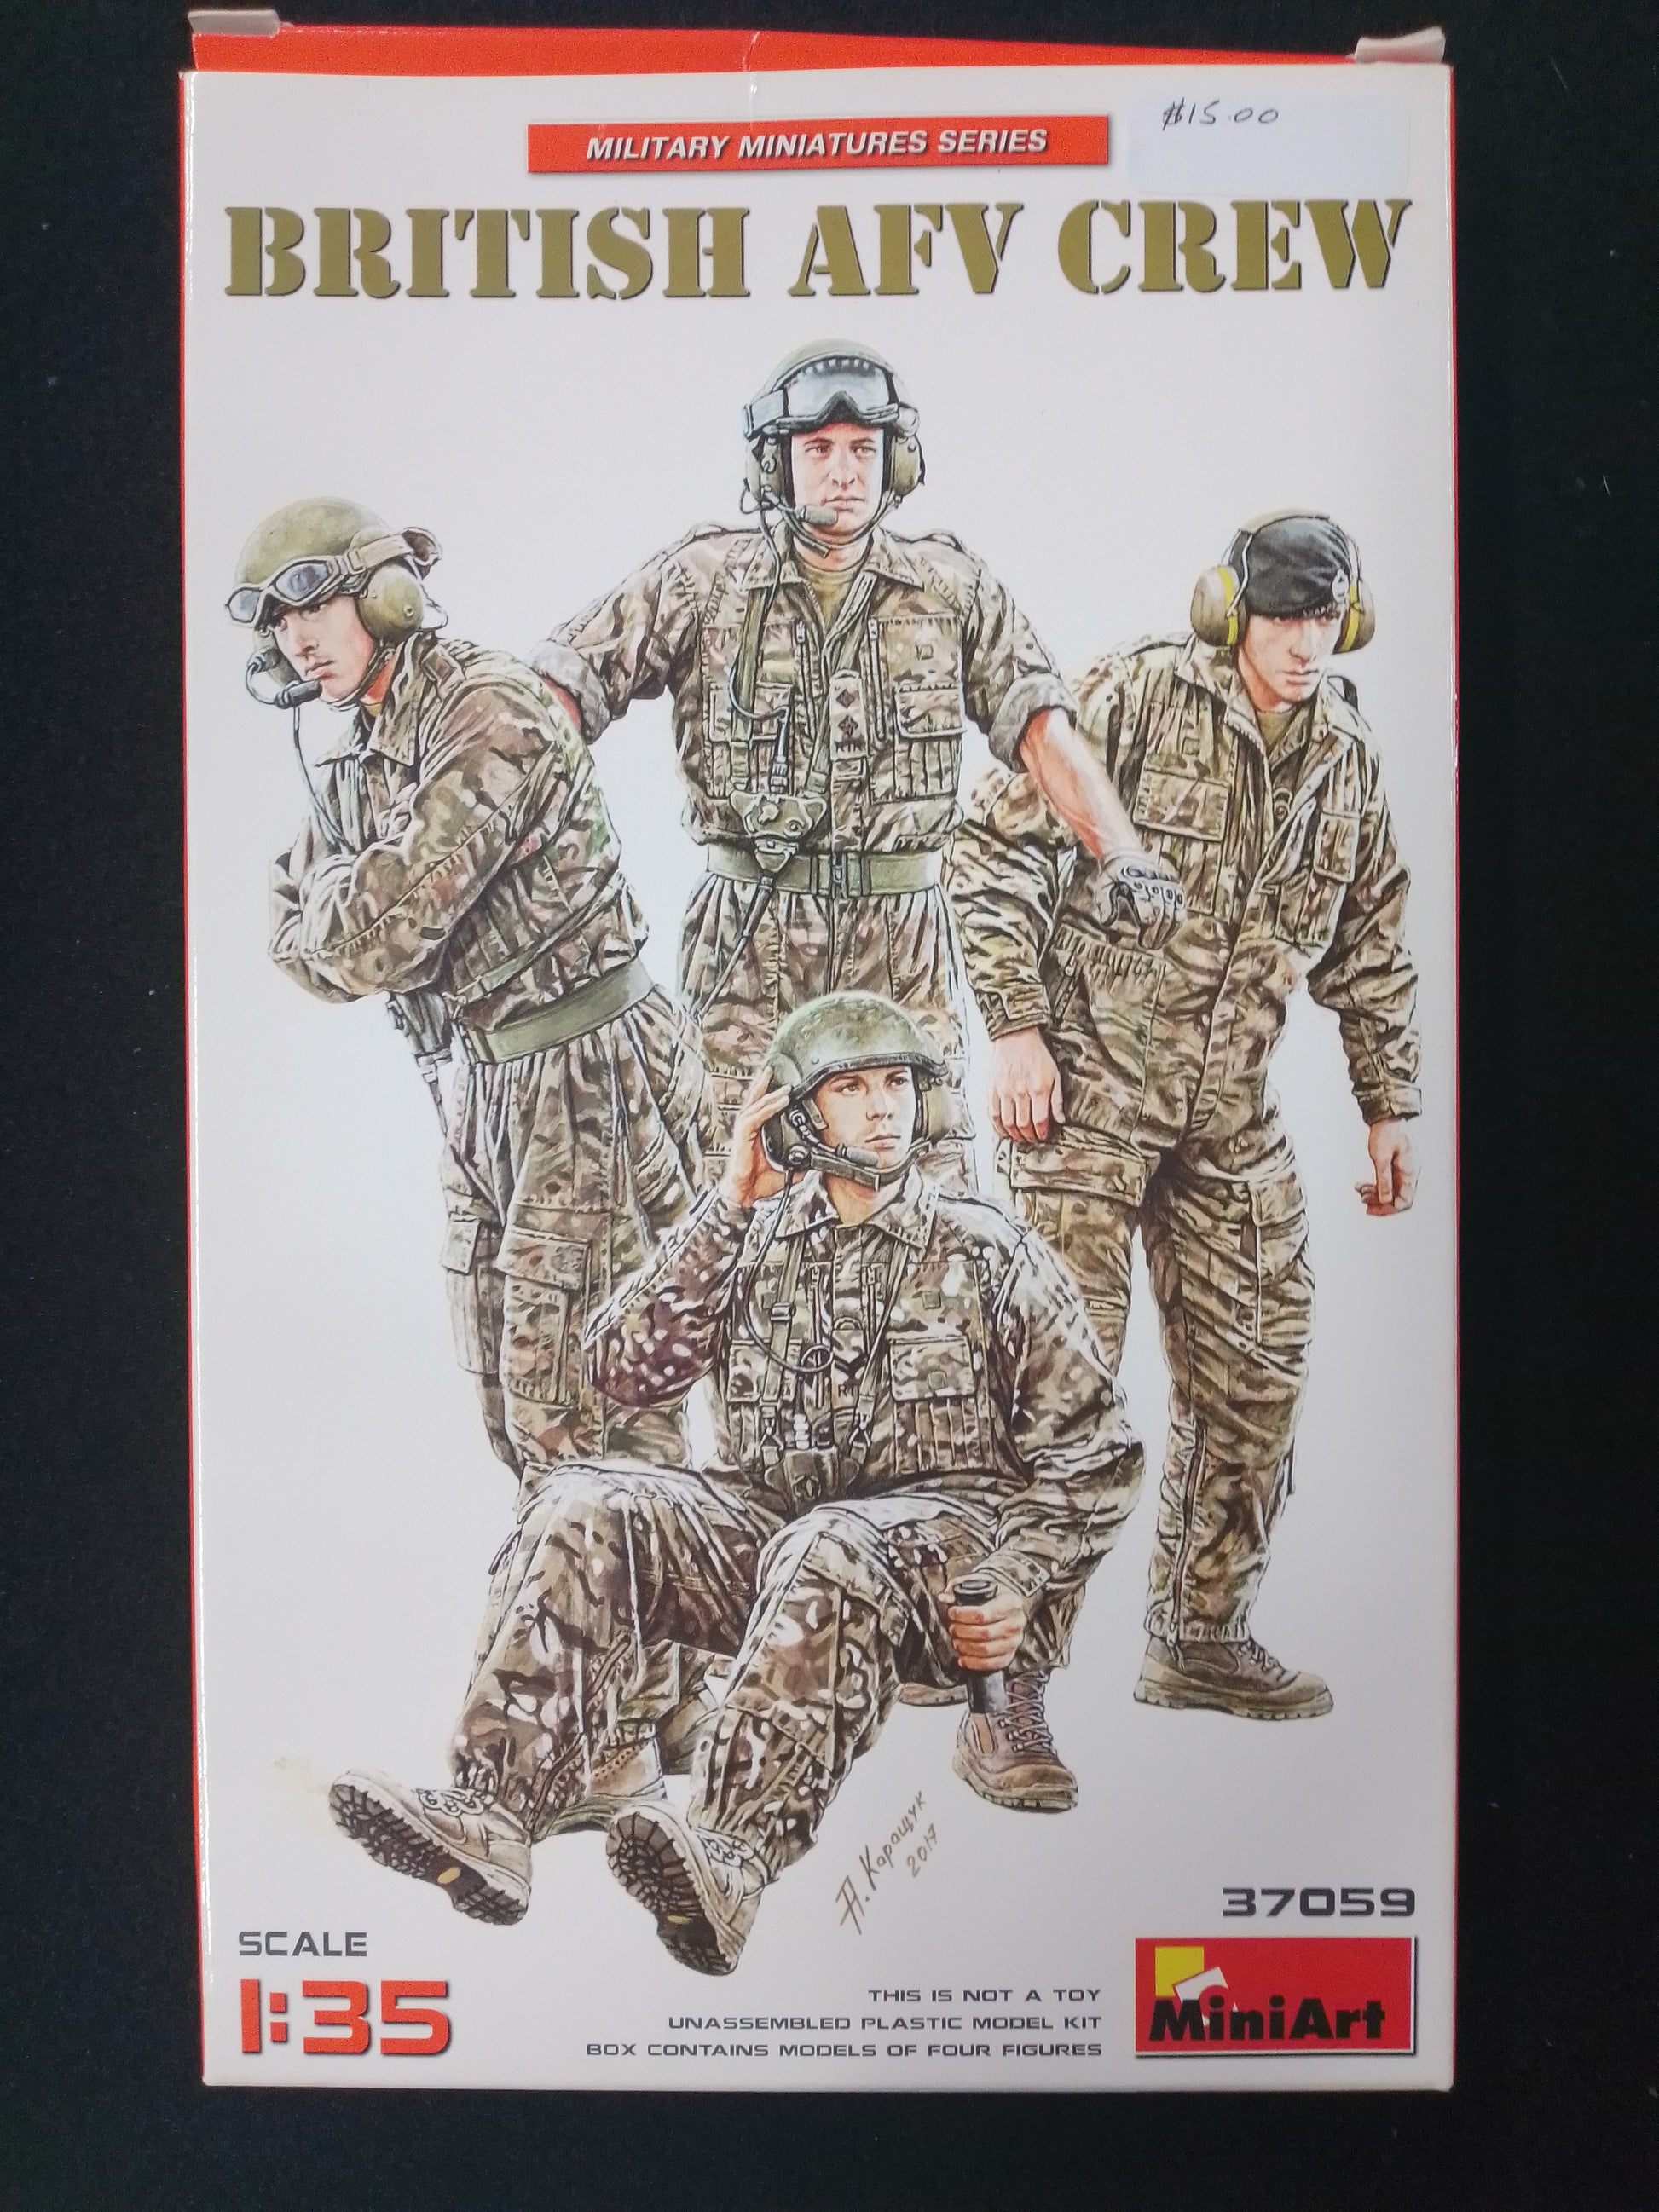 $15.00
MILITARY MINIATURES SERIES
BRITISH AFV CREW
А. Каращук
2017
37059
SCALE
1:35
THIS IS NOT A TOY
UNASSEMBLED PLASTIC MODEL KIT
BOX CONTAINS MODELS OF FOUR FIGURES
MiniArt